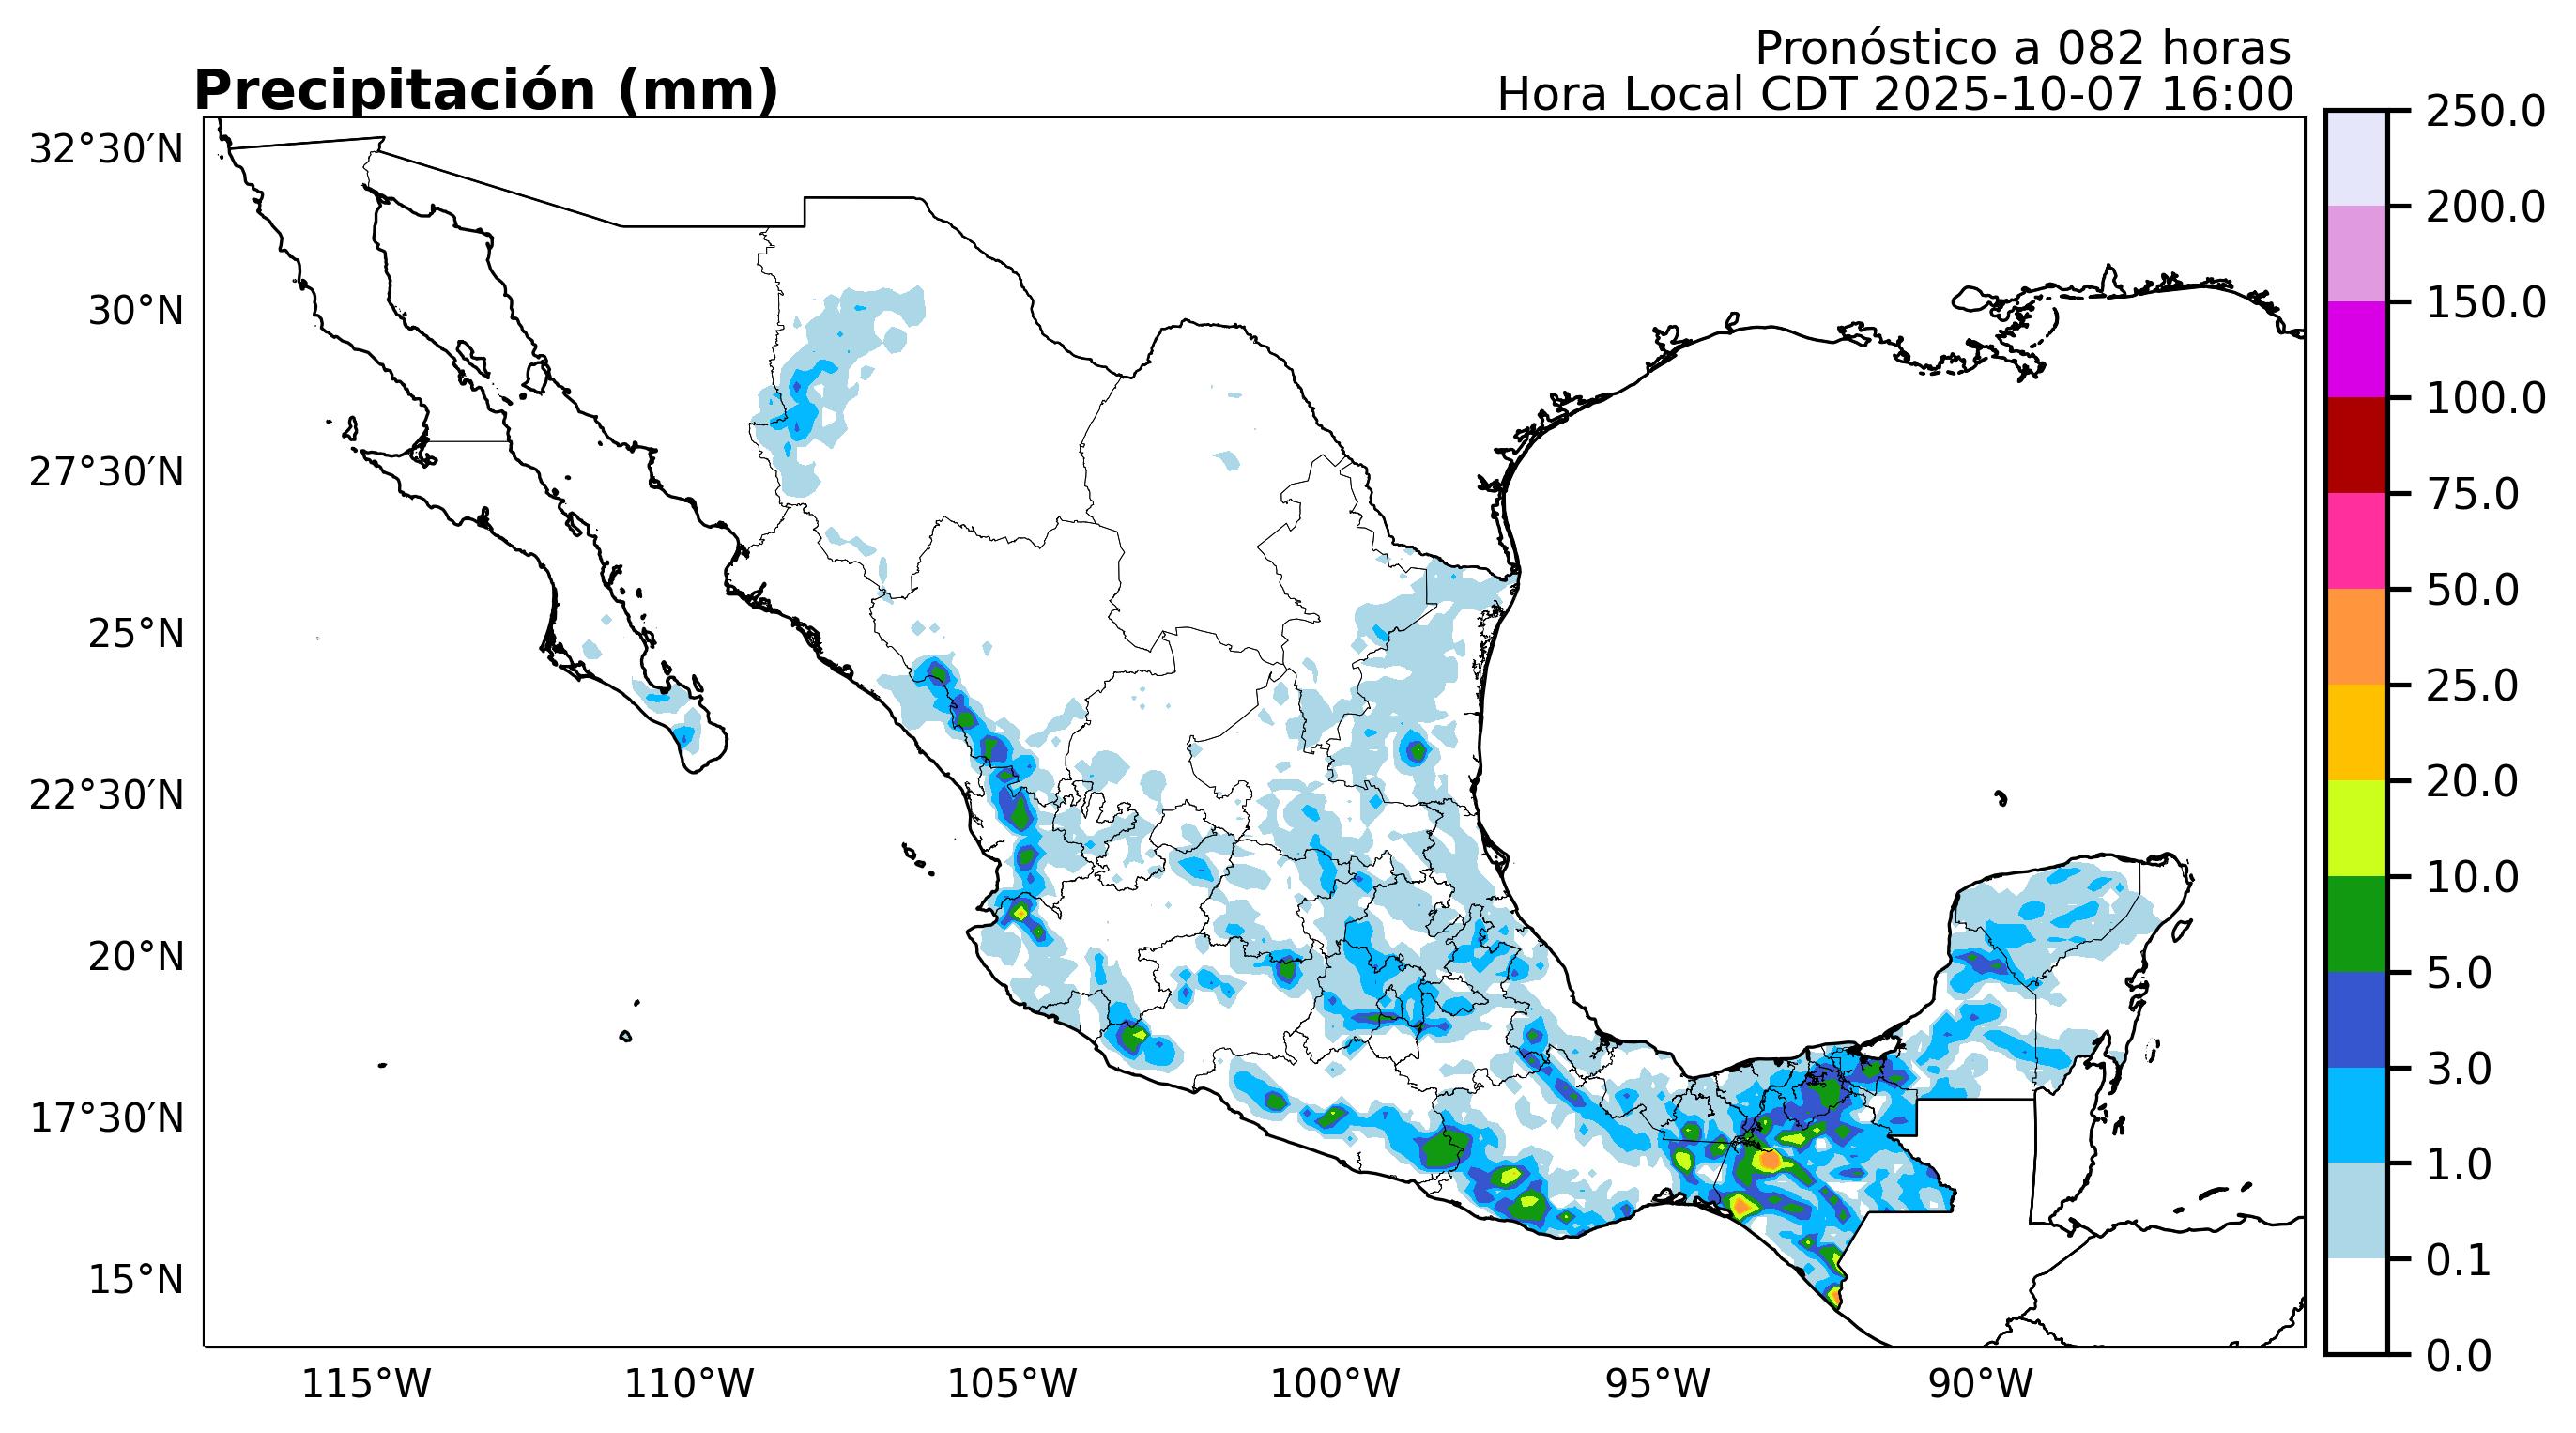 Pronóstico a 082 horas
Precipitación (mm)
Hora Local CDT 2025-10-07 16:00
32°30′N
30°N
27°30′N
25°N
22°30′N
20°N
17°30′N
15°N
115°W
110°W
105°W
100°W
95°W
90°W
250.0
200.0
150.0
100.0
75.0
50.0
25.0
20.0
10.0
5.0
3.0
1.0
0.1
0.0